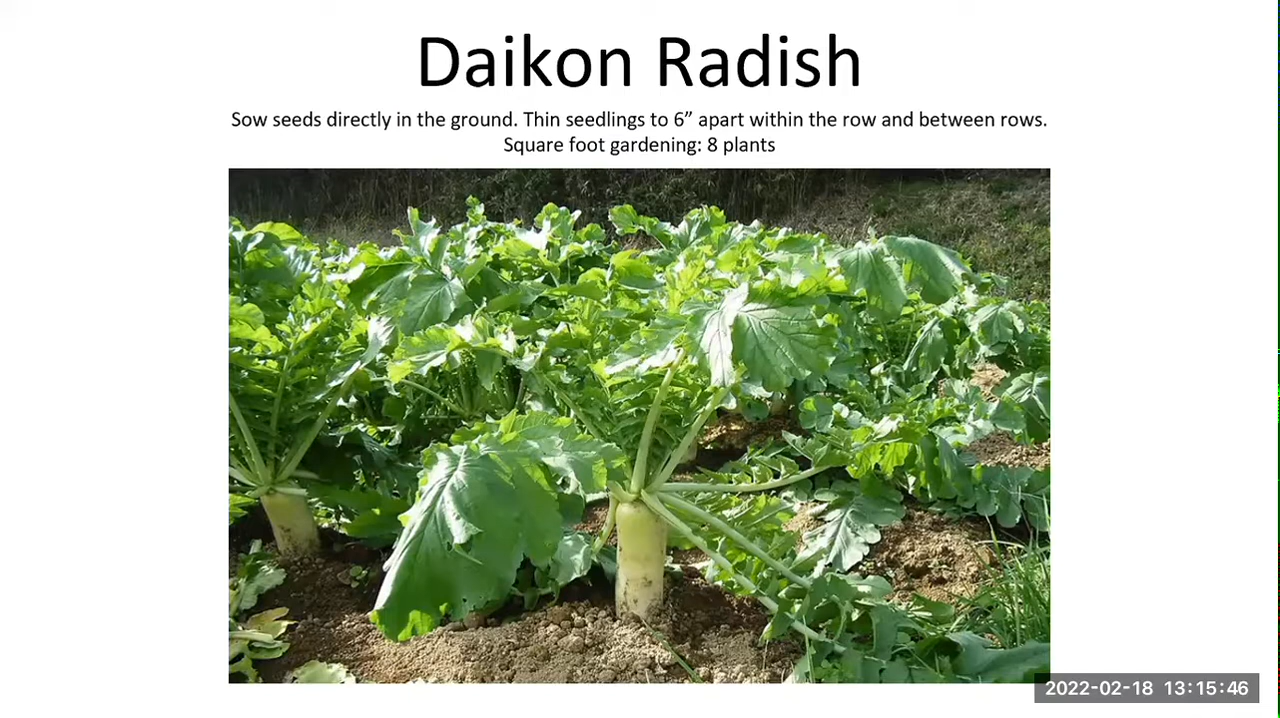 Daikon Radish
Sow seeds directly in the ground. Thin seedlings to 6” apart within the row and between rows.
Square foot gardening: 8 plants
2022-02-18 13:15:46